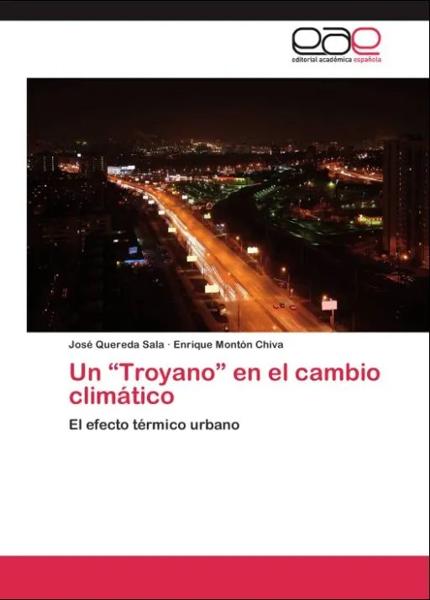 eae
editorial académica española
José Quereda Sala · Enrique Montón Chiva
Un “Troyano” en el cambio
climático
El efecto térmico urbano